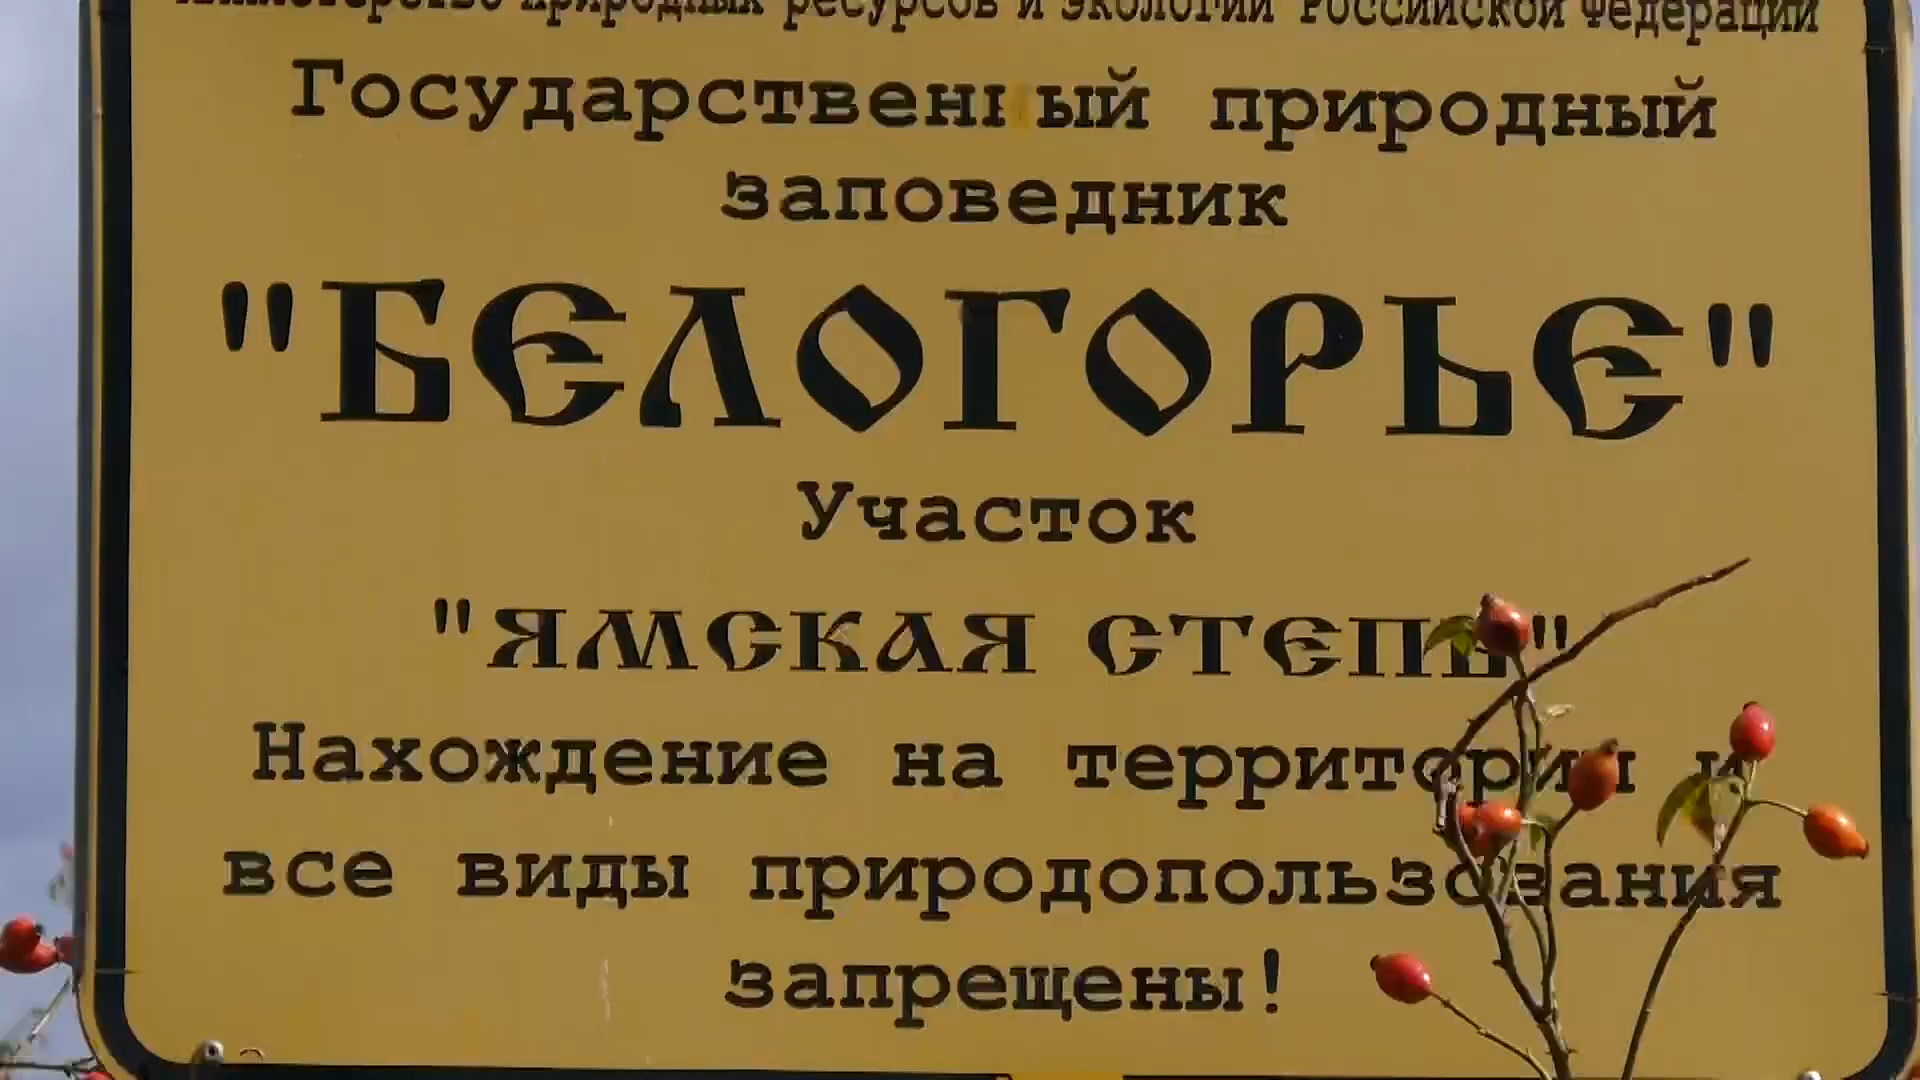 Министерство природных ресурсов и экологии Российской Федерации
Государственный природный
заповедник
"БЕЛОГОРЬЕ"
Участок
"ЯМСКАЯ СТЕПЬ"
Нахождение на территории и
все виды природопользования
запрещены!